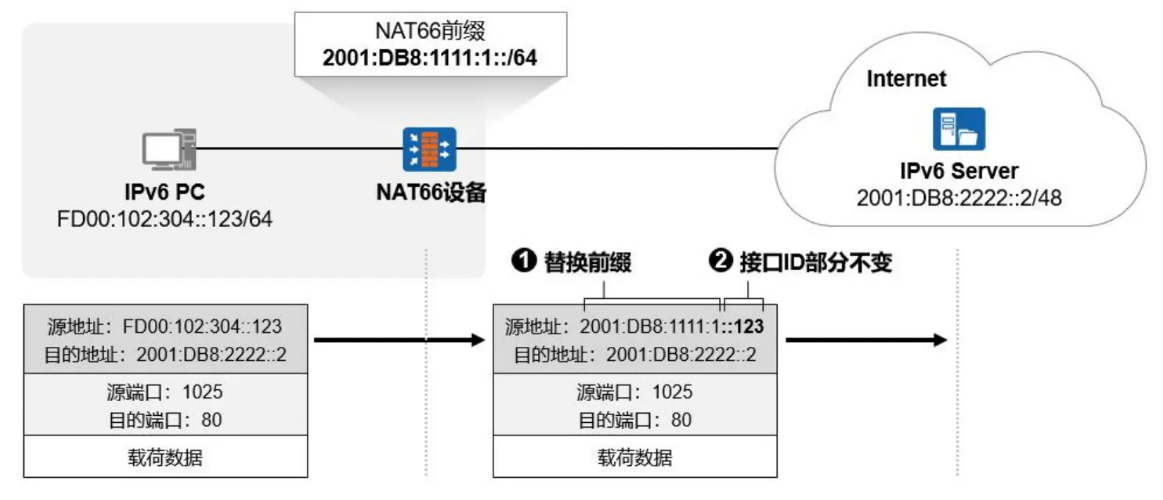 NAT66前缀
2001:DB8:1111:1::/64
Internet
IPv6 PC
FD00:102:304::123/64
NAT66设备
IPv6 Server
2001:DB8:2222::2/48
❶ 替换前缀
❷ 接口ID部分不变
源地址：FD00:102:304::123
目的地址：2001:DB8:2222::2
源端口：1025
目的端口：80
载荷数据
源地址：2001:DB8:1111:1::123
目的地址：2001:DB8:2222::2
源端口：1025
目的端口：80
载荷数据